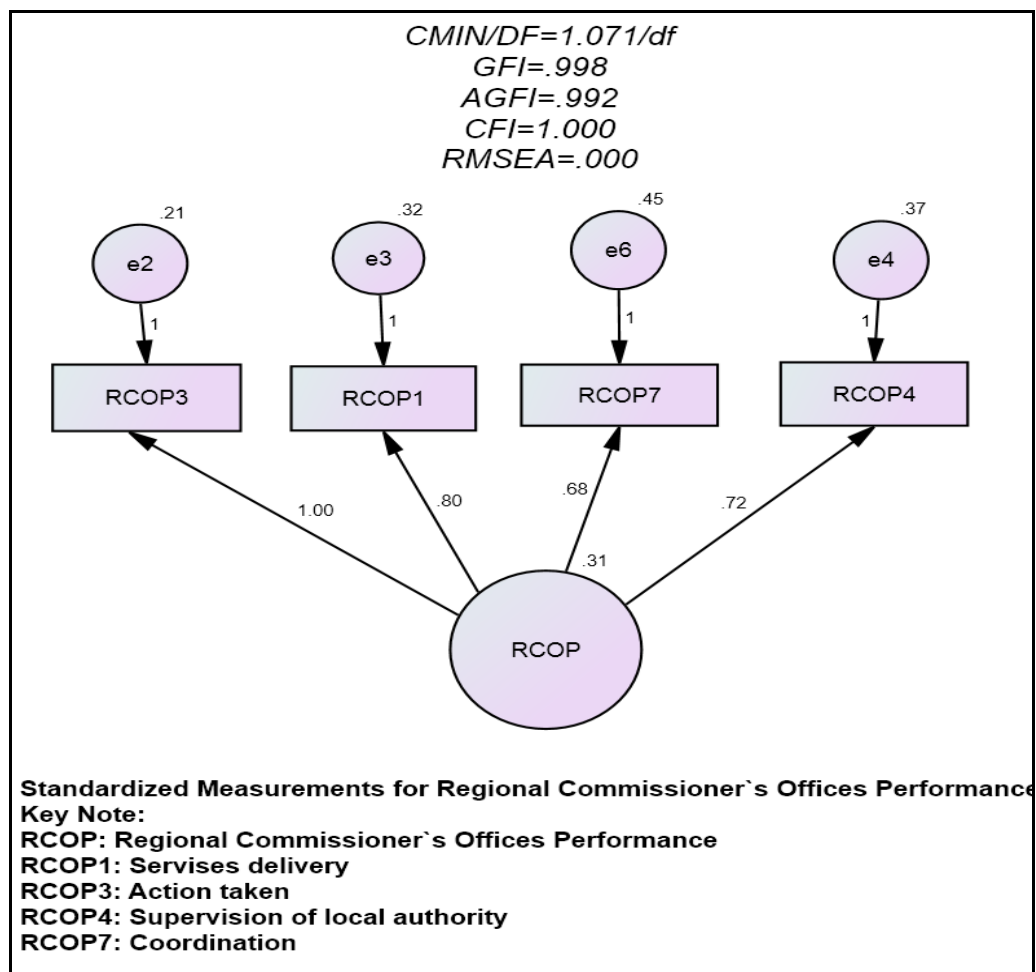 CMIN/DF=1.071/df
GFI=.998
AGFI=.992
CFI=1.000
RMSEA=.000
.21
.32
.45
.37
e2
e3
e6
e4
1
1
1
1
RCOP3
RCOP1
RCOP7
RCOP4
1.00
.80
.68
.72
.31
RCOP
Standardized Measurements for Regional Commissioner`s Offices Performance
Key Note:
RCOP: Regional Commissioner`s Offices Performance
RCOP1: Servises delivery
RCOP3: Action taken
RCOP4: Supervision of local authority
RCOP7: Coordination